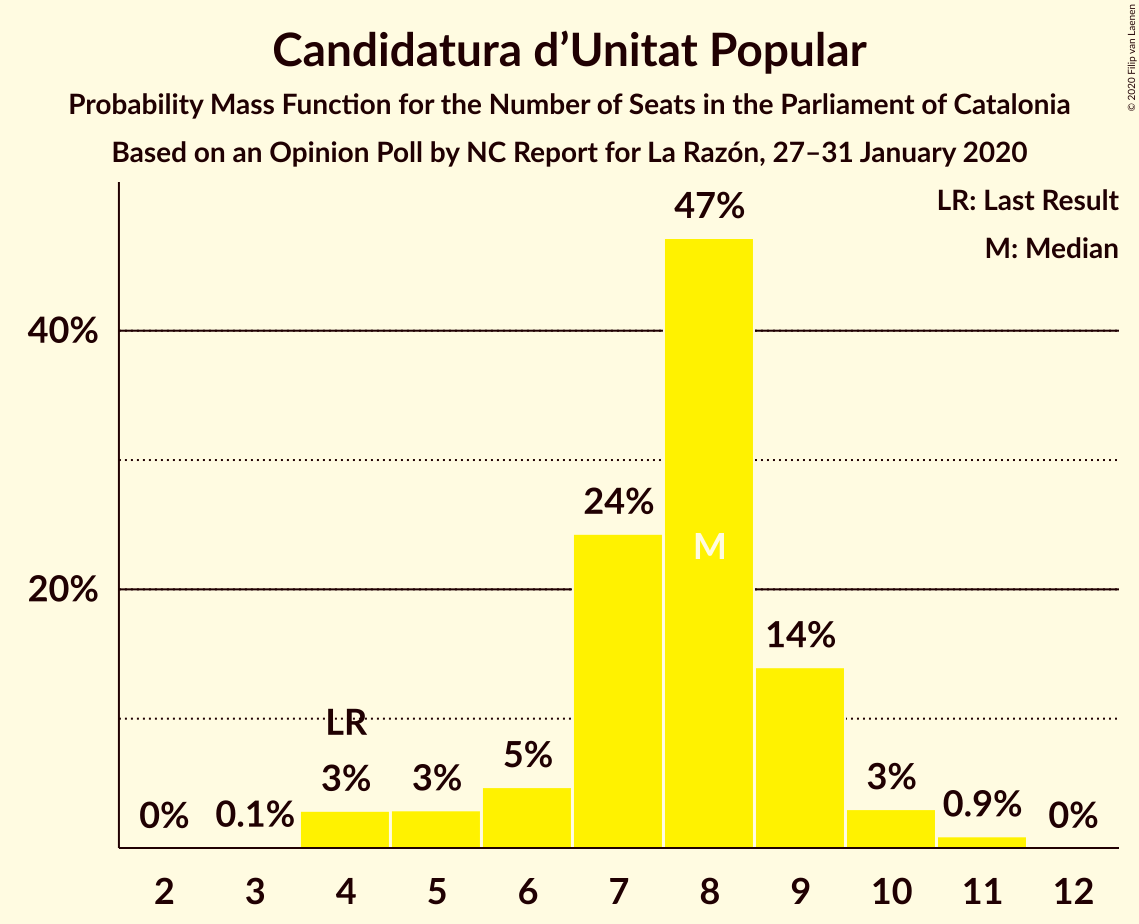 Candidatura d’Unitat Popular
Probability Mass Function for the Number of Seats in the Parliament of Catalonia
Based on an Opinion Poll by NC Report for La Razón, 27–31 January 2020
© 2020 Filip van Laenen
LR: Last Result
M: Median
40%
20%
0%
0.1%
LR
3%
3%
5%
24%
47%
M
14%
3%
0.9%
0%
2 3 4 5 6 7 8 9 10 11 12